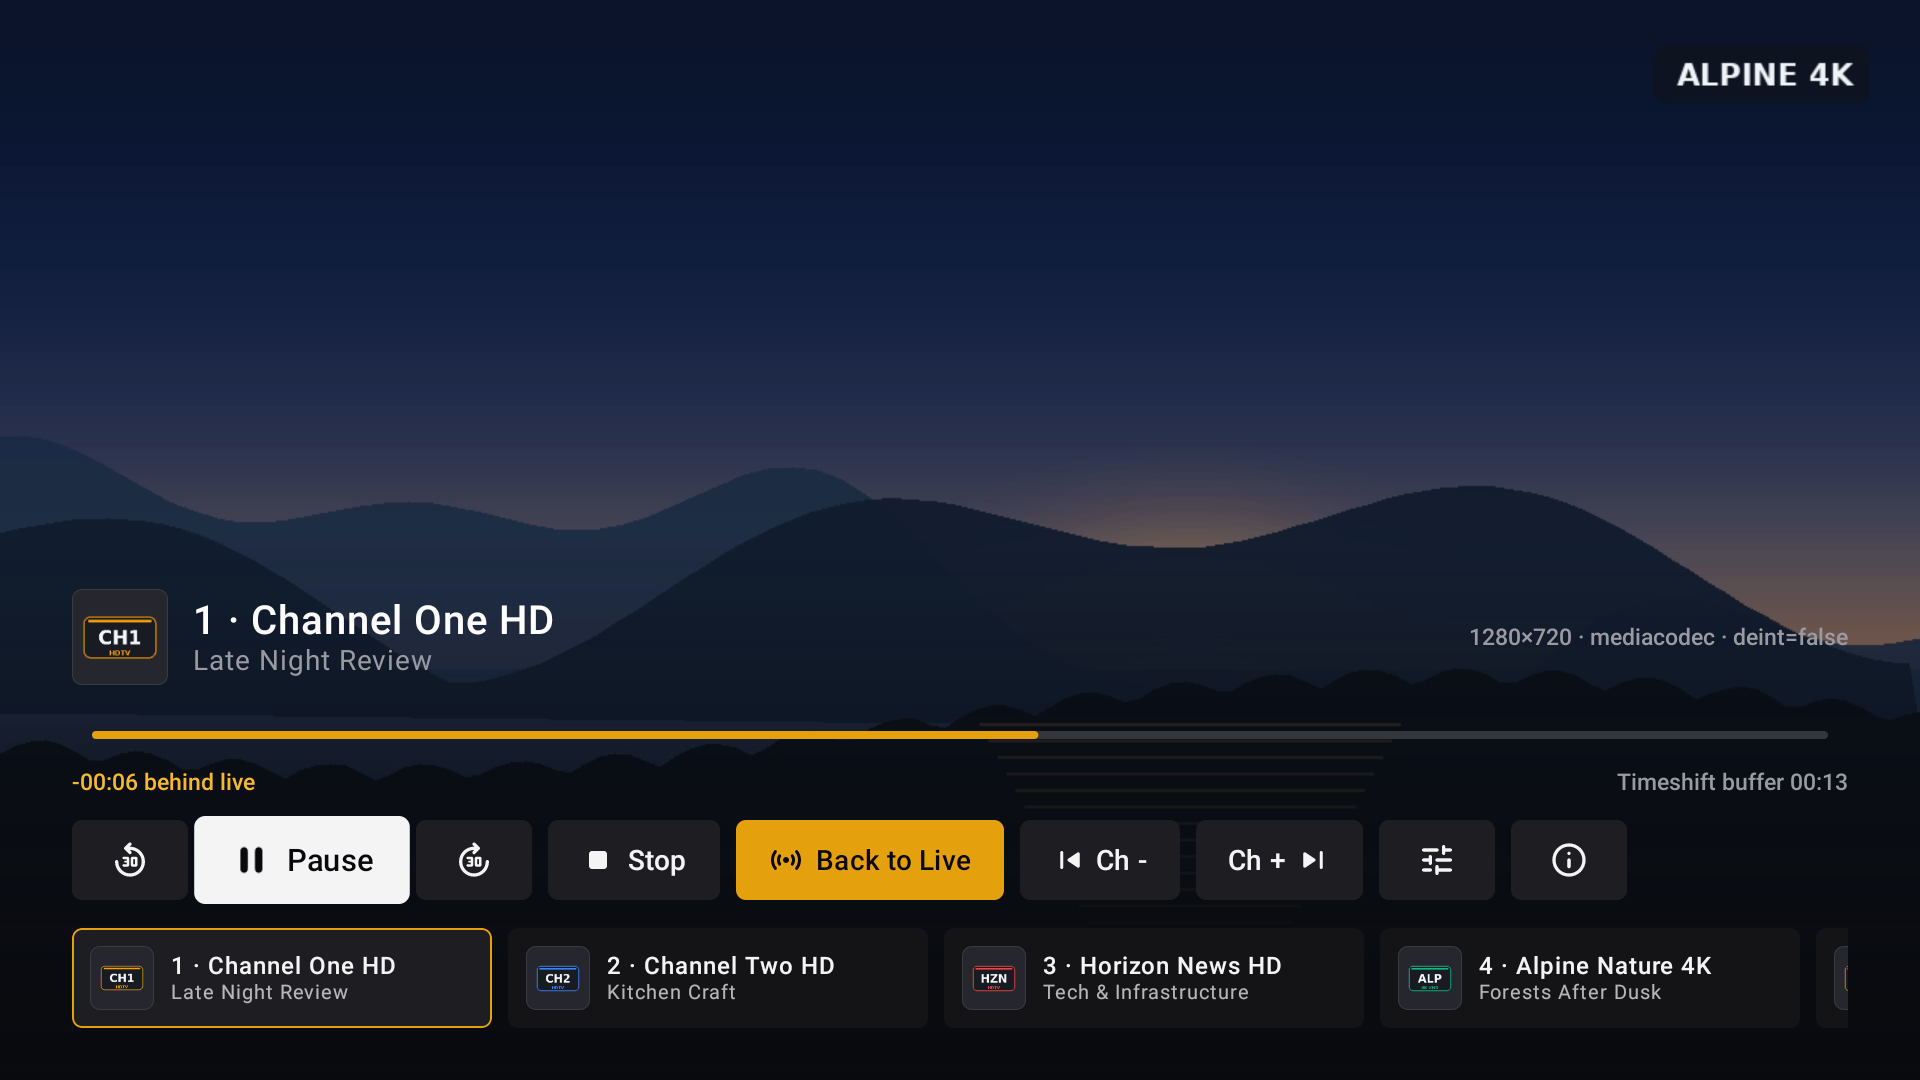 ALPINE 4K
CH1
HDTV
1 · Channel One HD
Late Night Review
1280×720 · mediacodec · deint=false
-00:06 behind live
Timeshift buffer 00:13
30
Pause
30
Stop
Back to Live
Ch -
Ch +
CH1
HDTV
1 · Channel One HD
Late Night Review
CH2
HDTV
2 · Channel Two HD
Kitchen Craft
HZN
HDTV
3 · Horizon News HD
Tech & Infrastructure
ALP
4 · Alpine Nature 4K
Forests After Dusk